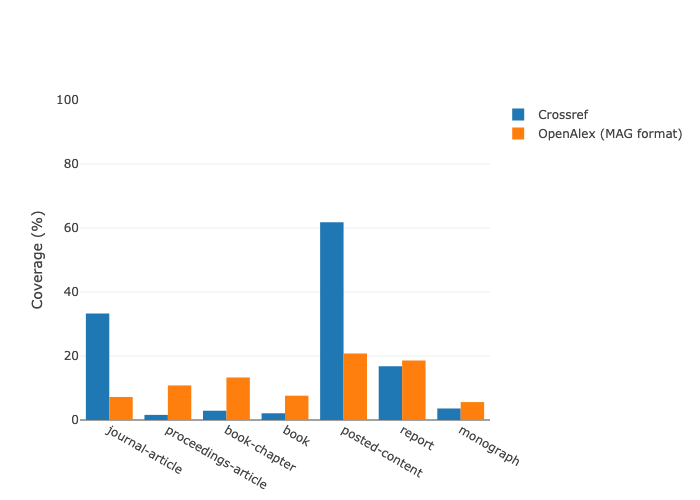 100
80
60
40
20
0
Coverage (%)
journal-article
proceedings-article
book-chapter
book
posted-content
report
monograph
Crossref
OpenAlex (MAG format)